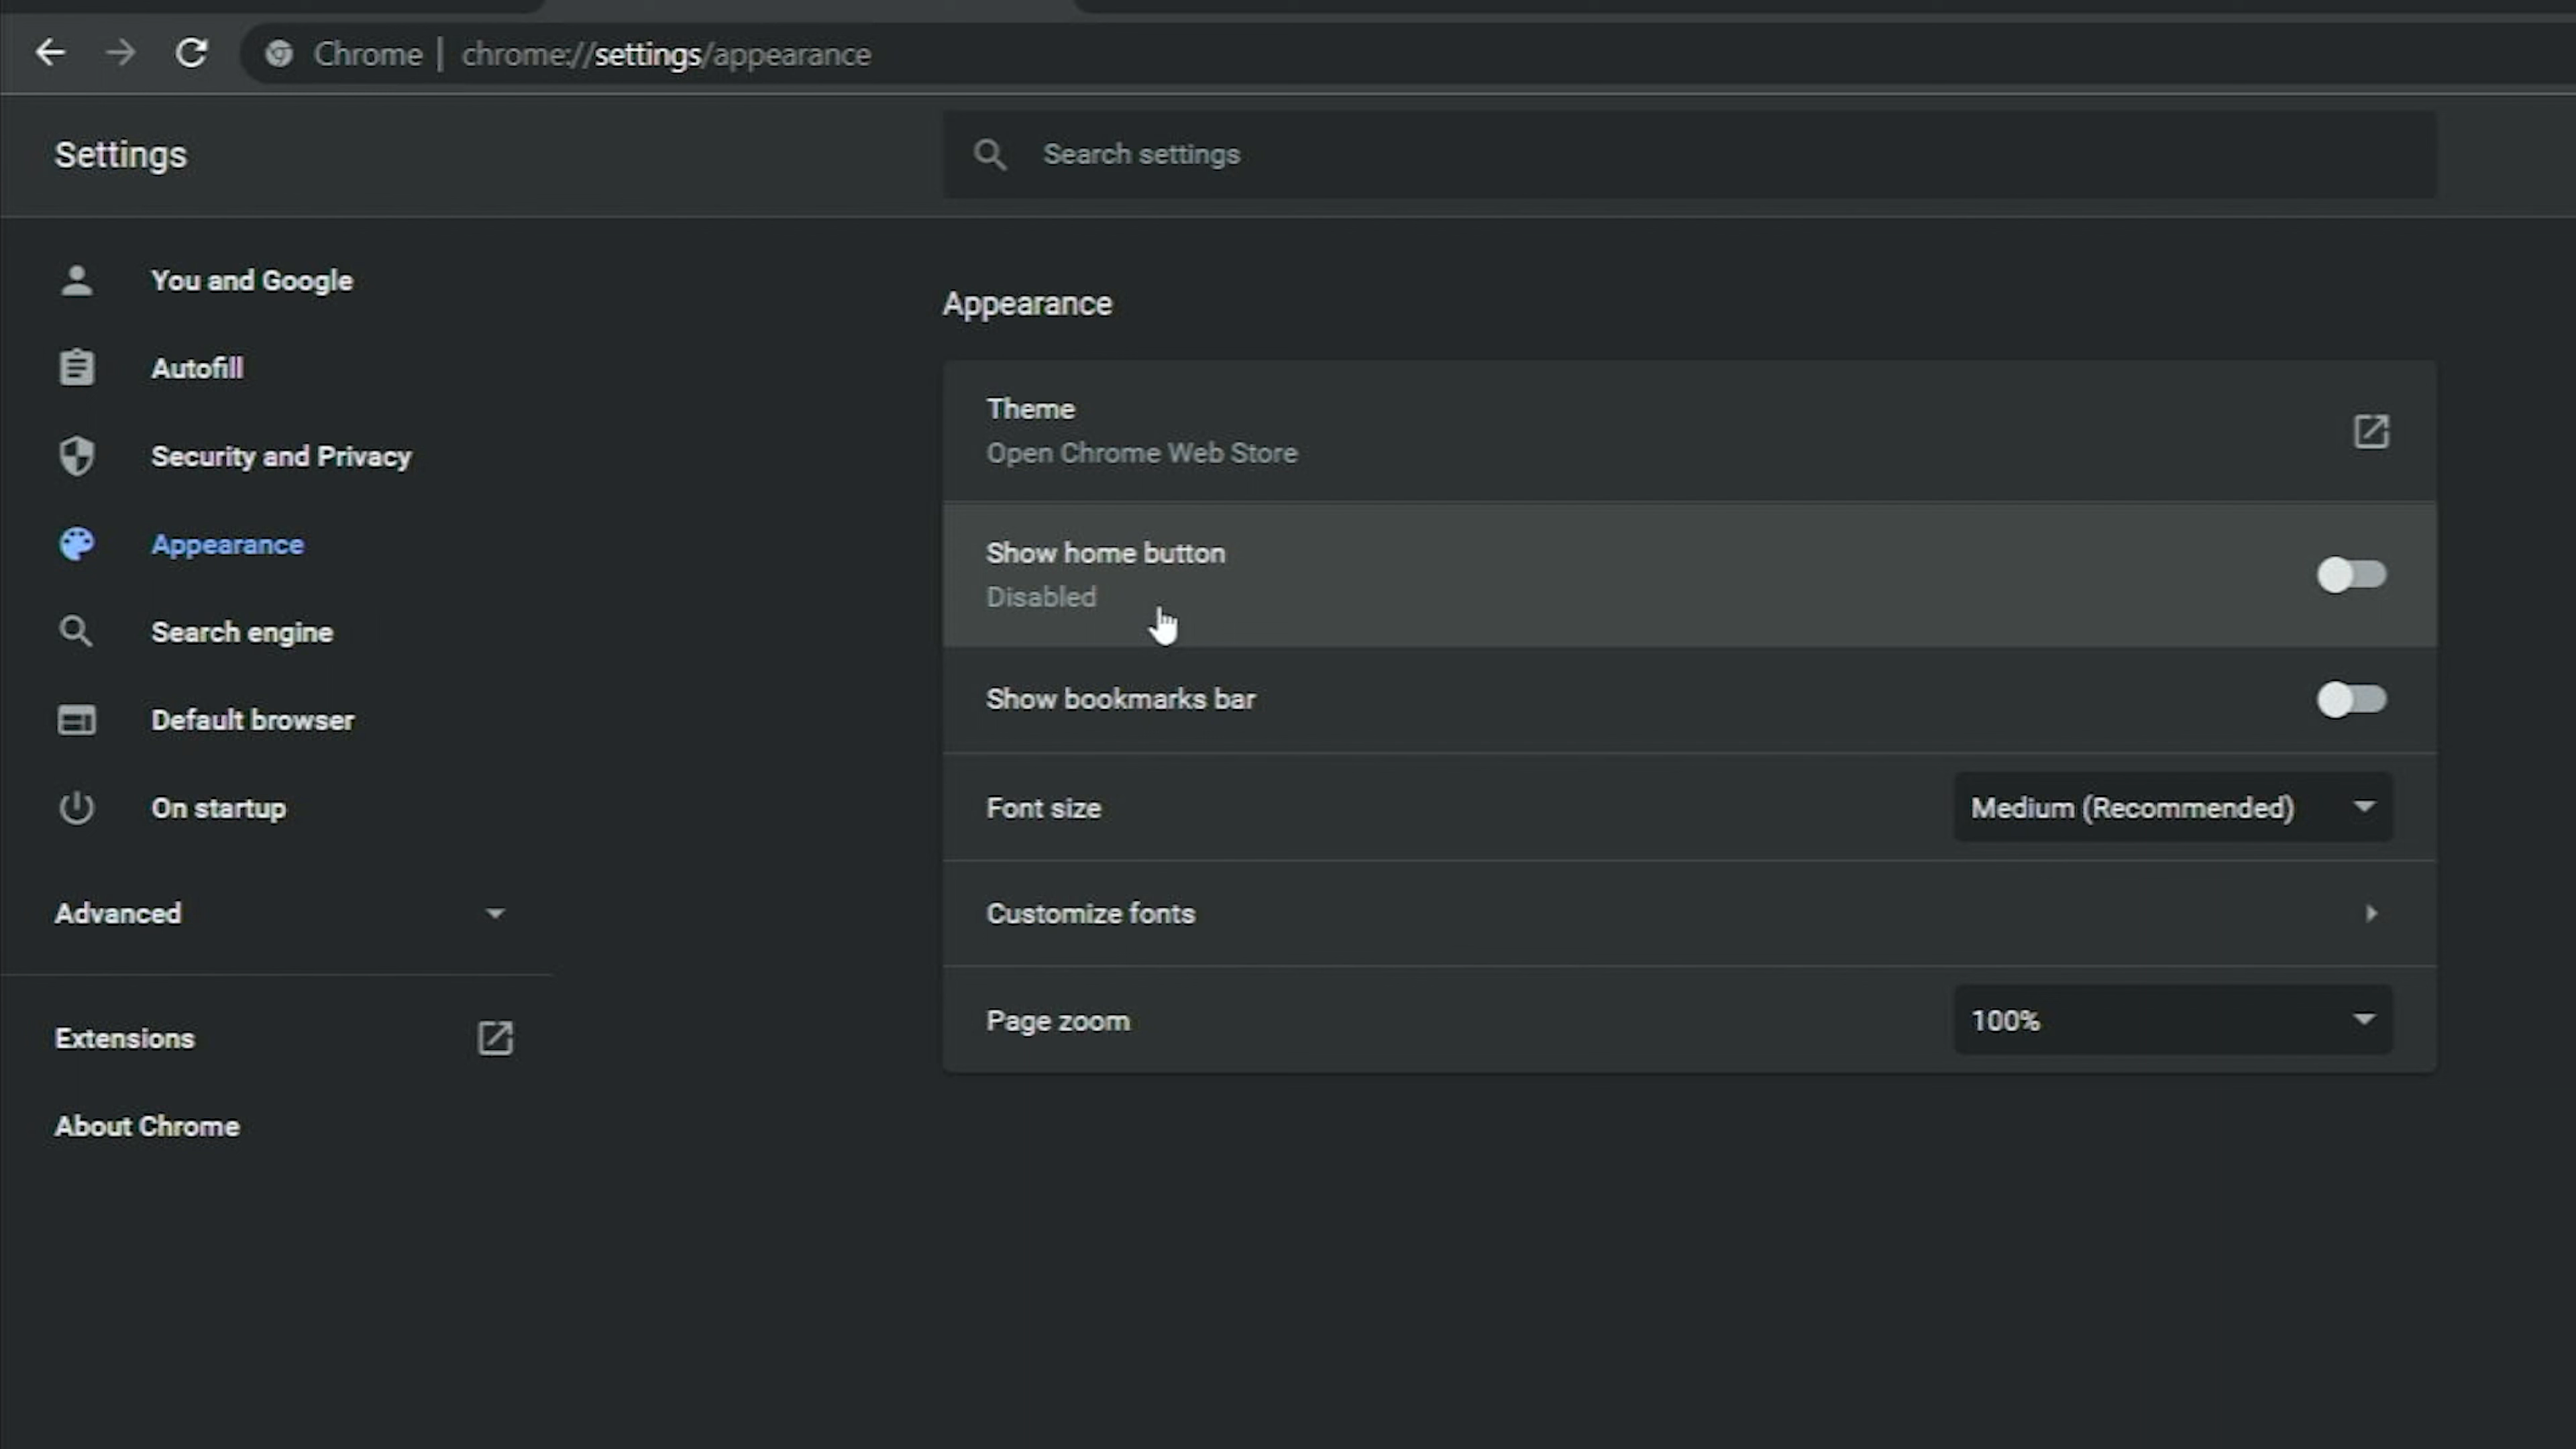 Chrome | chrome://settings/appearance
Settings
Search settings
You and Google
Autofill
Security and Privacy
Appearance
Search engine
Default browser
On startup
Advanced
Extensions
About Chrome
Appearance
Theme
Open Chrome Web Store
Show home button
Disabled
Show bookmarks bar
Font size
Medium (Recommended)
Customize fonts
Page zoom
100%